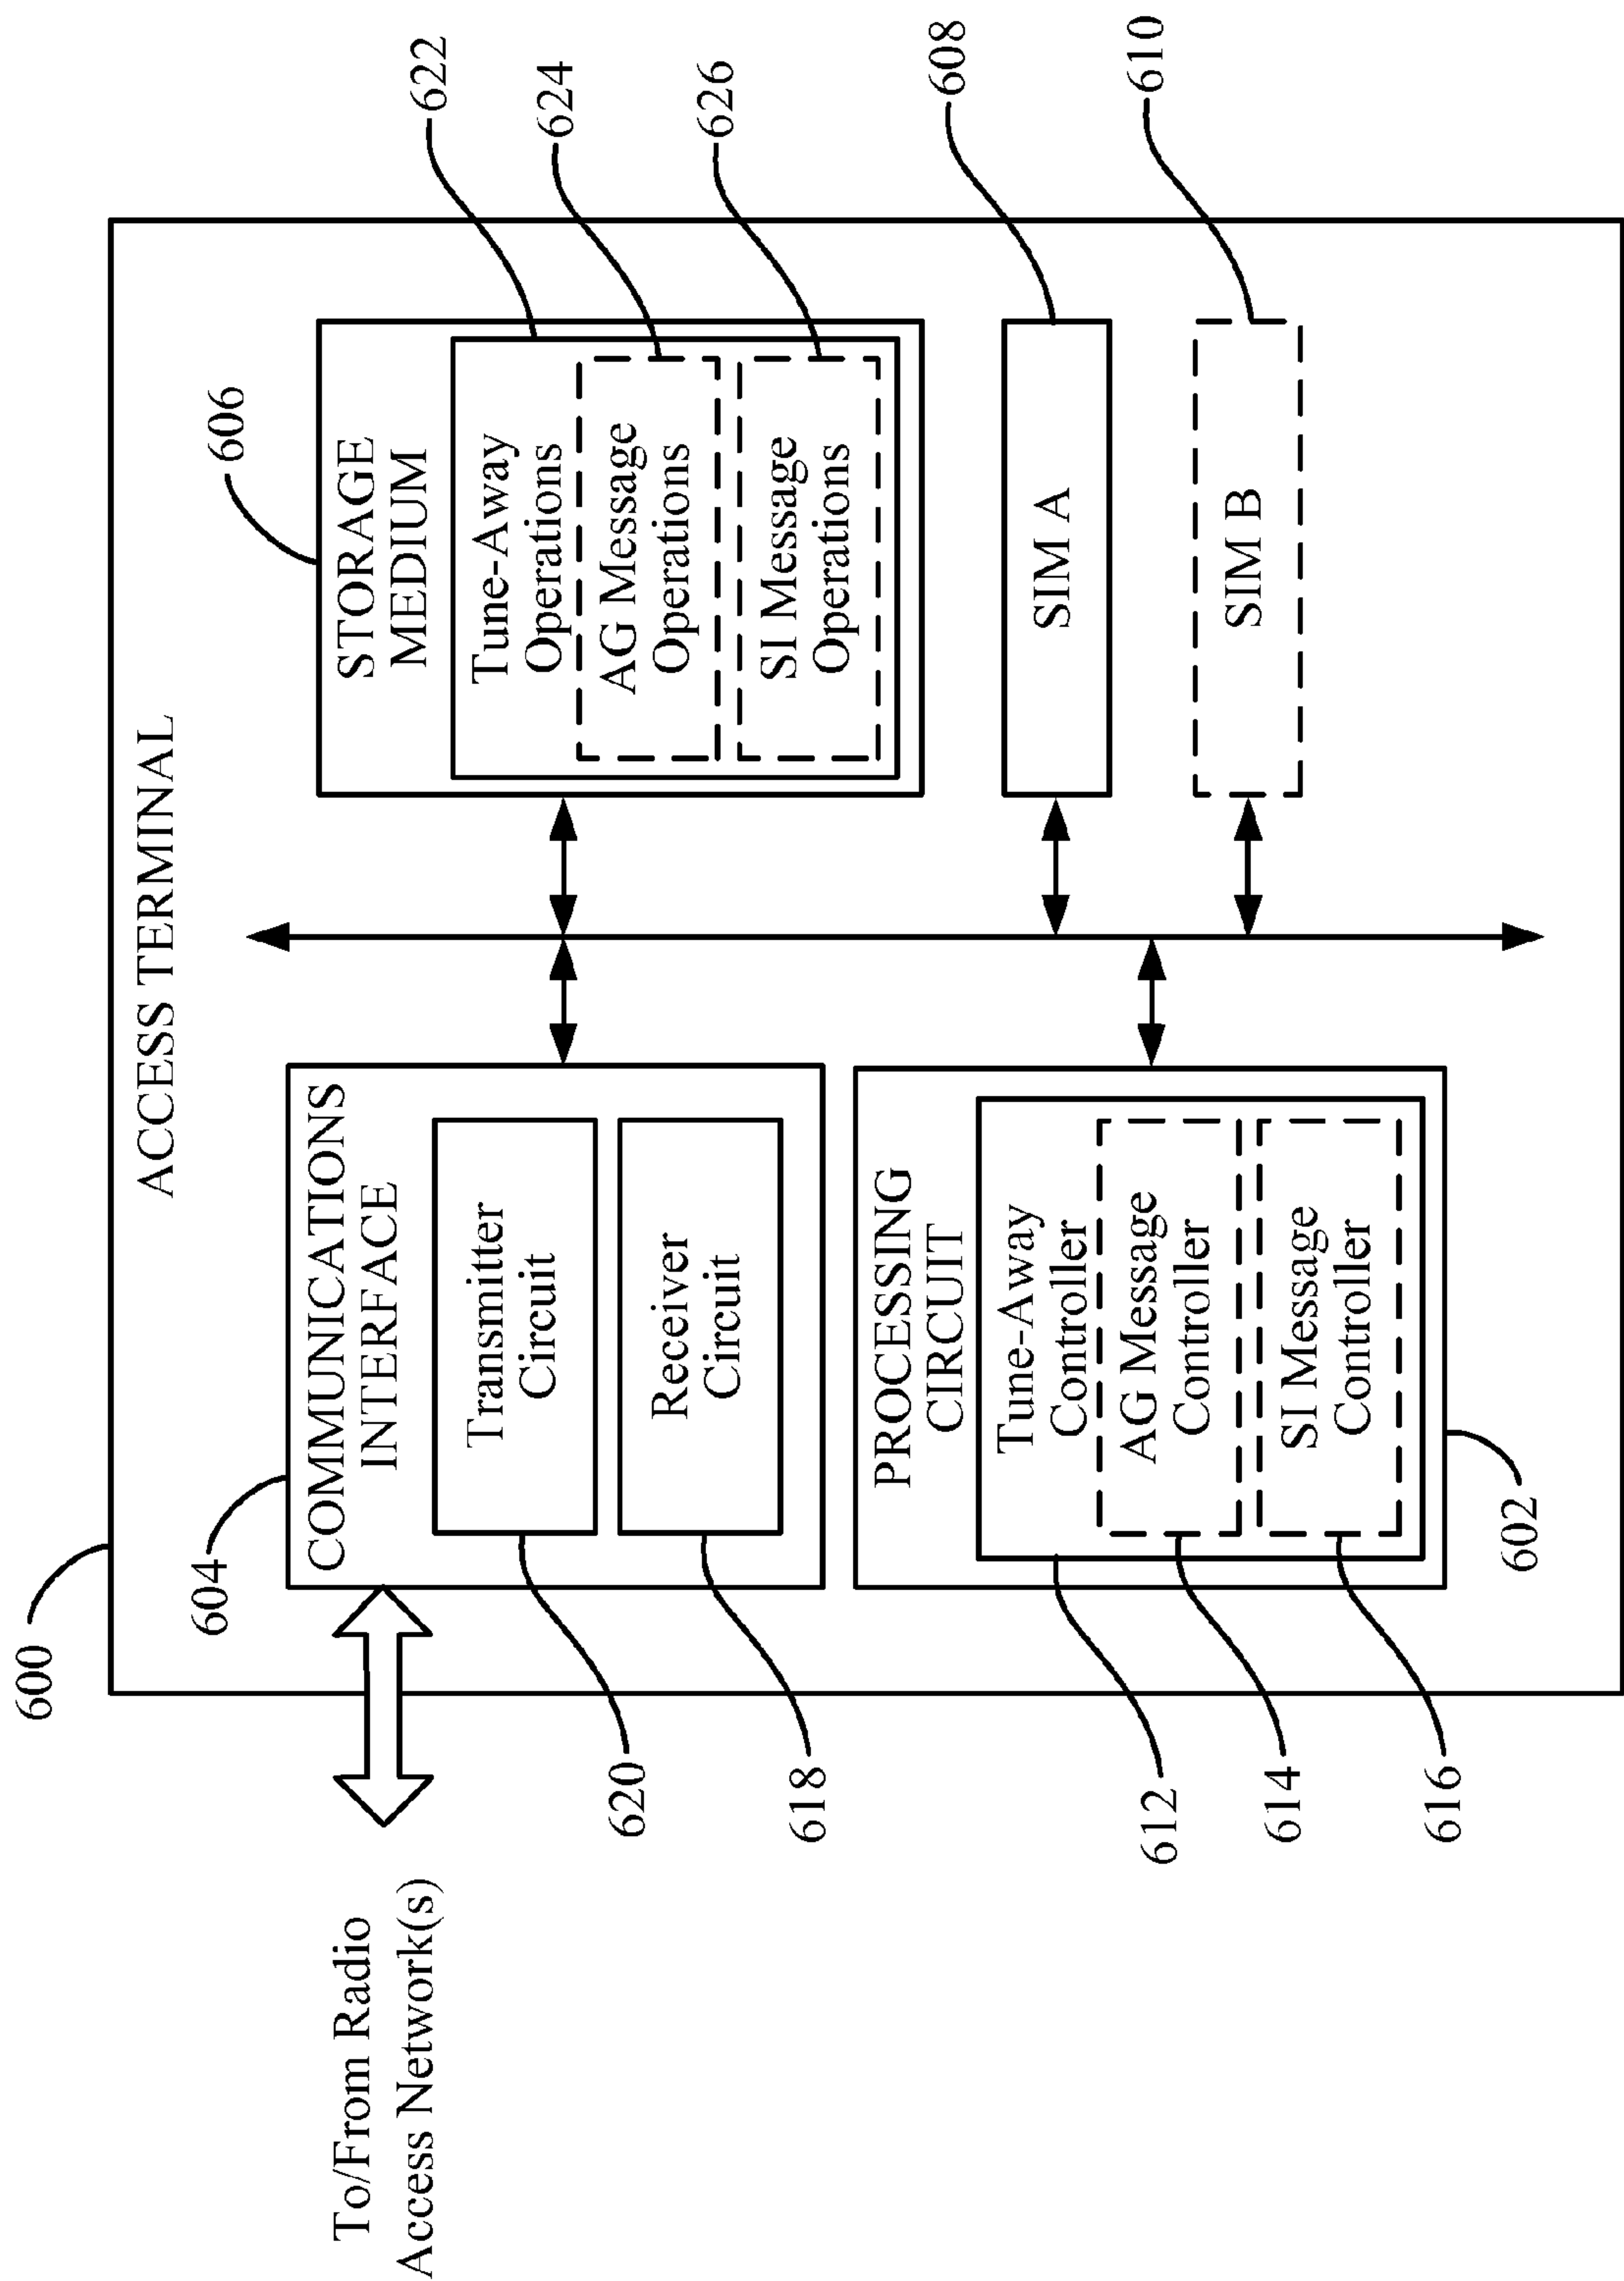 600
ACCESS TERMINAL
604
COMMUNICATIONS
INTERFACE
Transmitter
Circuit
Receiver
Circuit
620
618
To/From Radio
Access Network(s)
606
STORAGE
MEDIUM
Tune-Away
Operations
AG Message
Operations
SI Message
Operations
622
624
626
PROCESSING
CIRCUIT
Tune-Away
Controller
AG Message
Controller
SI Message
Controller
612
614
616
602
SIM A
608
SIM B
610